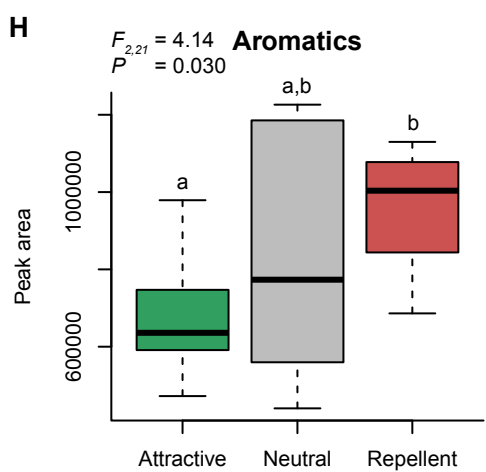 H
F2,21 = 4.14
Aromatics
P = 0.030
a,b
b
a
1000000
Peak area
600000
Attractive Neutral Repellent